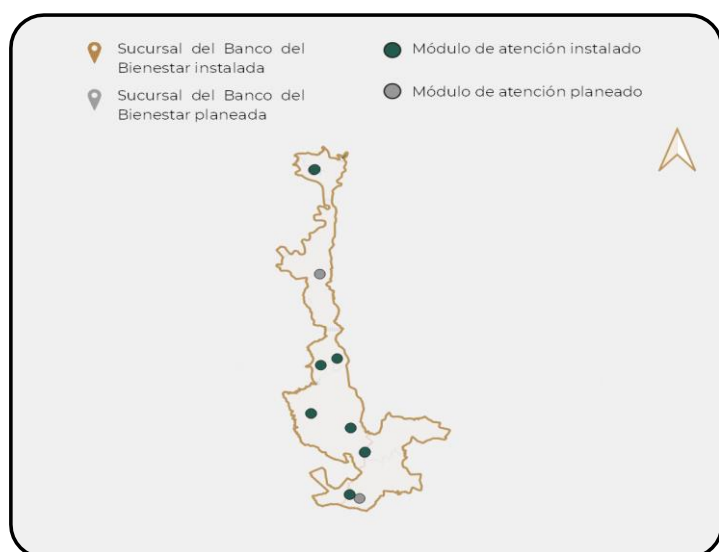 Sucursal del Banco del
Bienestar instalada
Sucursal del Banco del
Bienestar planeada
Módulo de atención instalado
Módulo de atención planeado